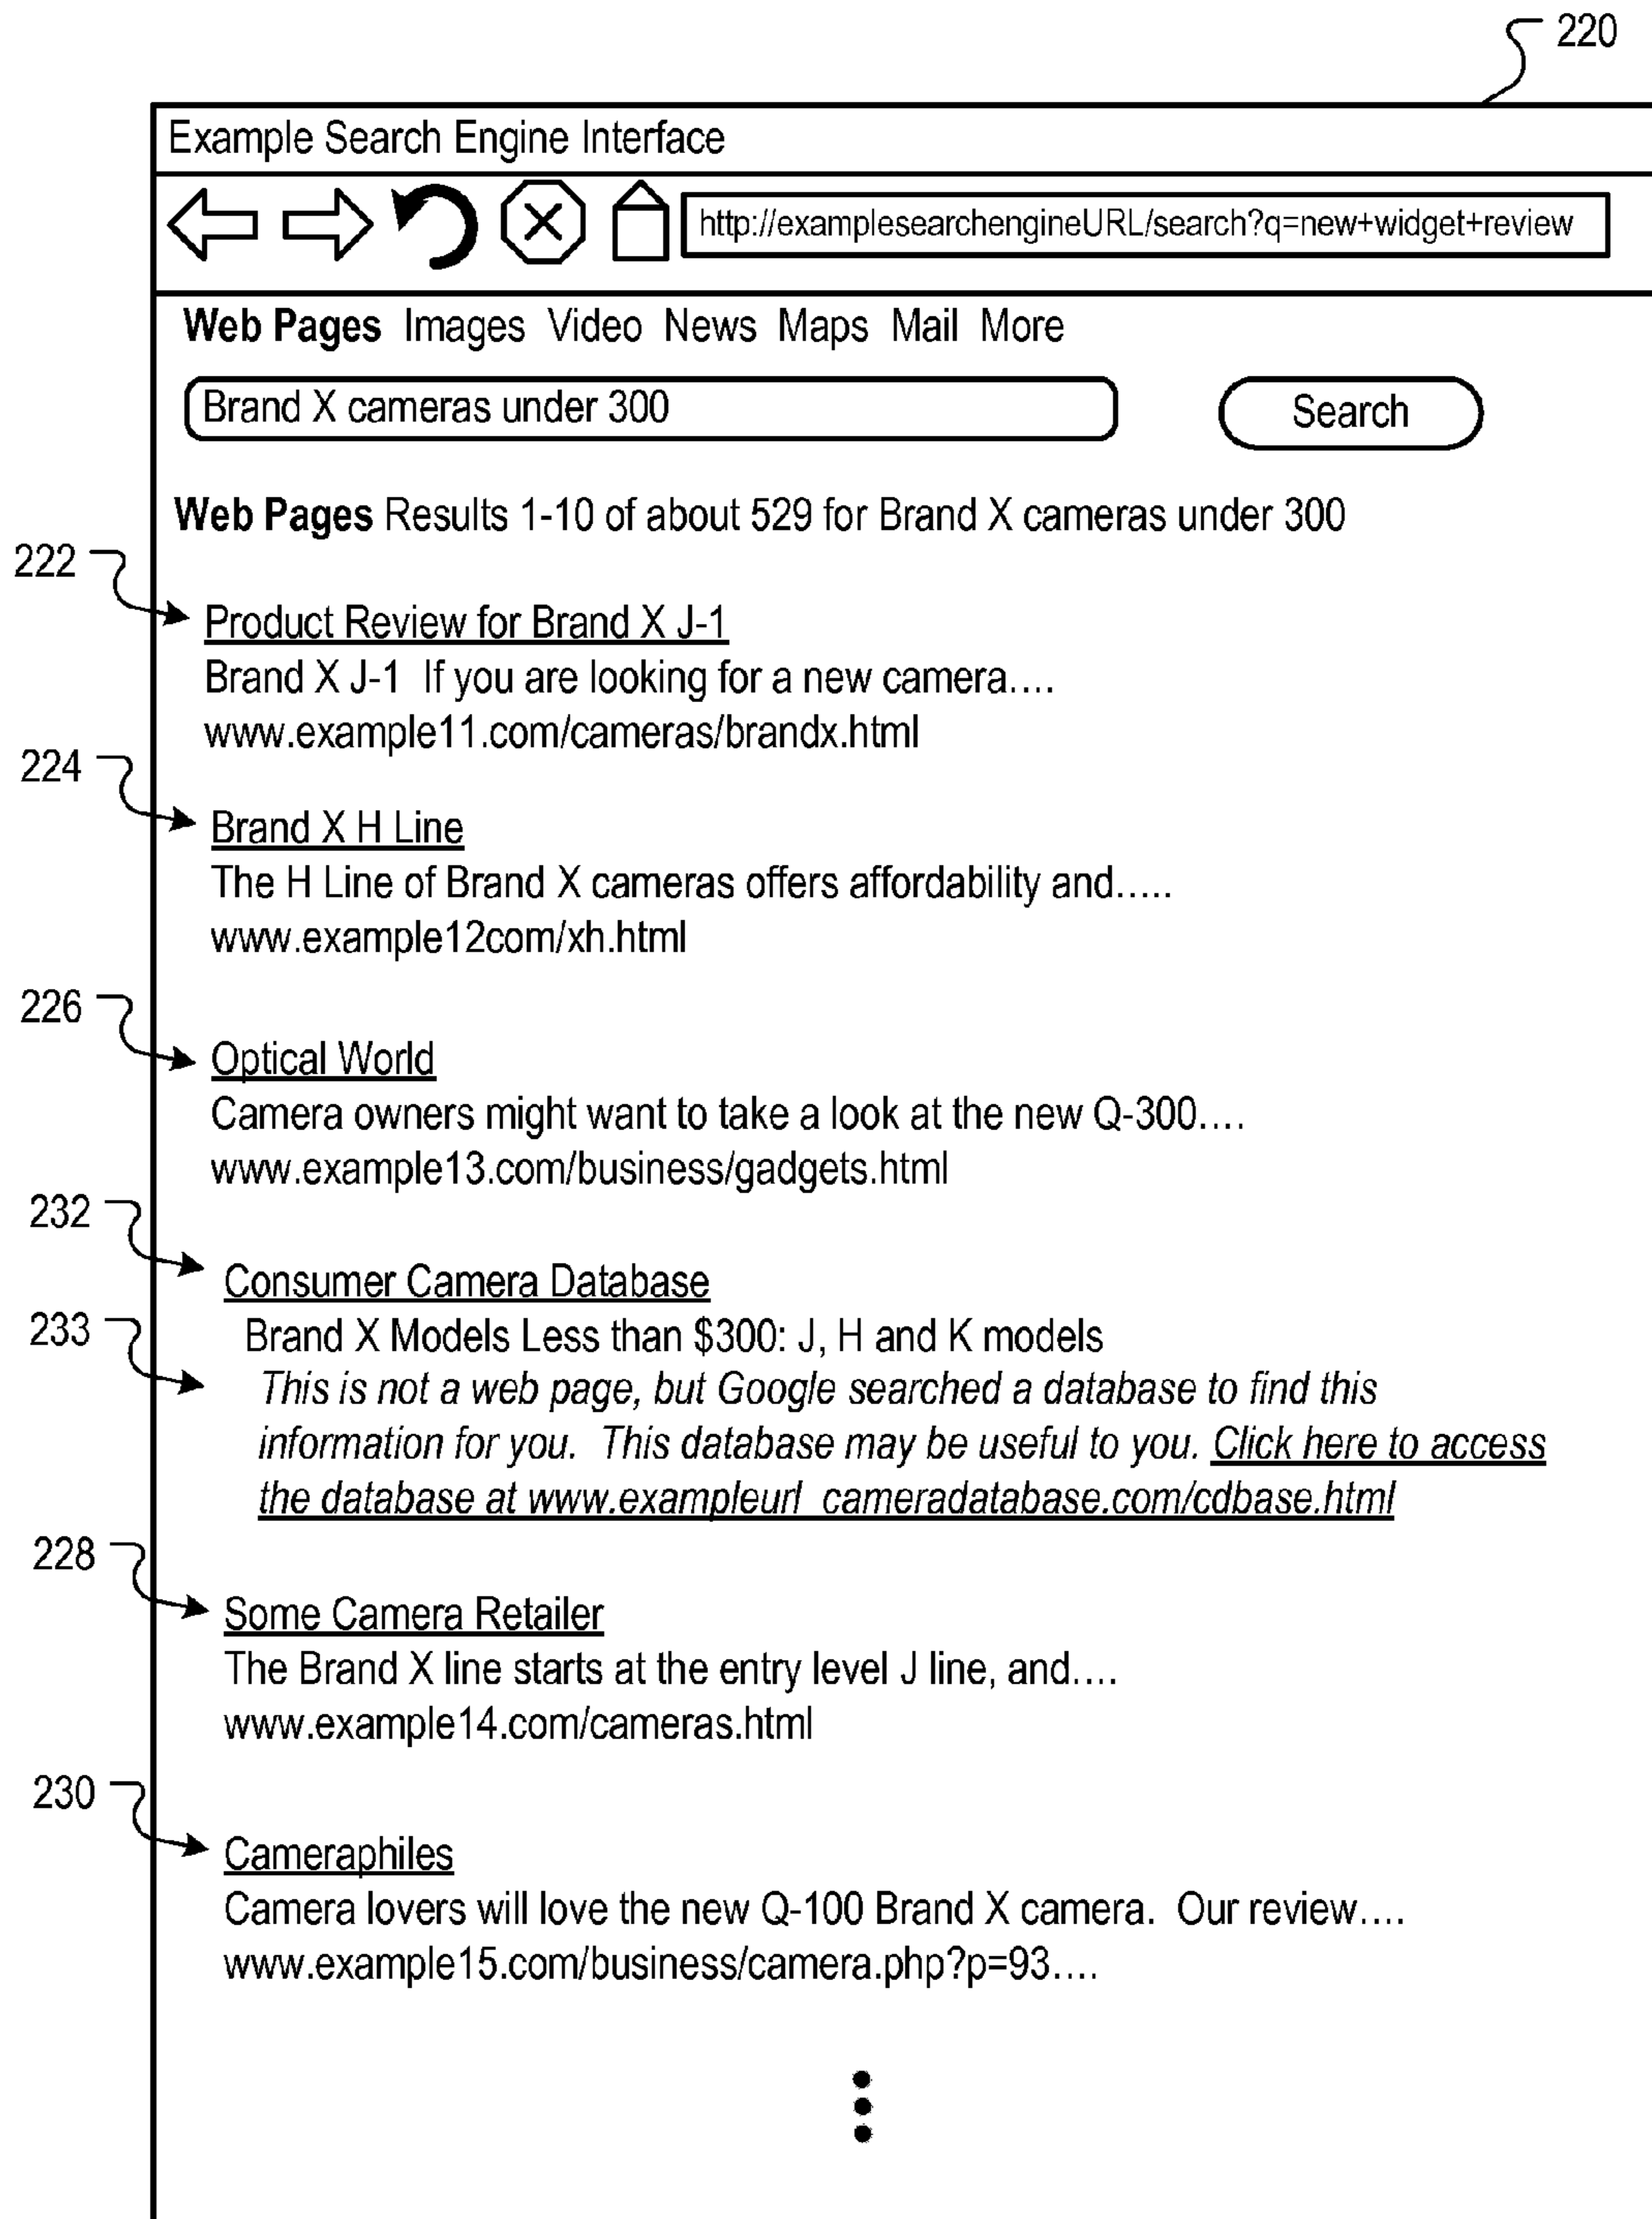 220
Example Search Engine Interface
http://examplesearchengineURL/search?q=new+widget+review
Web Pages Images Video News Maps Mail More
Brand X cameras under 300
Search
Web Pages Results 1-10 of about 529 for Brand X cameras under 300
222
Product Review for Brand X J-1
Brand X J-1 If you are looking for a new camera....
www.example11.com/cameras/brandx.html
224
Brand X H Line
The H Line of Brand X cameras offers affordability and.....
www.example12com/xh.html
226
Optical World
Camera owners might want to take a look at the new Q-300....
www.example13.com/business/gadgets.html
232
Consumer Camera Database
Brand X Models Less than $300: J, H and K models
233
This is not a web page, but Google searched a database to find this
information for you. This database may be useful to you. Click here to access
the database at www.exampleurl_cameradatabase.com/cdbase.html
228
Some Camera Retailer
The Brand X line starts at the entry level J line, and....
www.example14.com/cameras.html
230
Cameraphiles
Camera lovers will love the new Q-100 Brand X camera. Our review....
www.example15.com/business/camera.php?p=93....